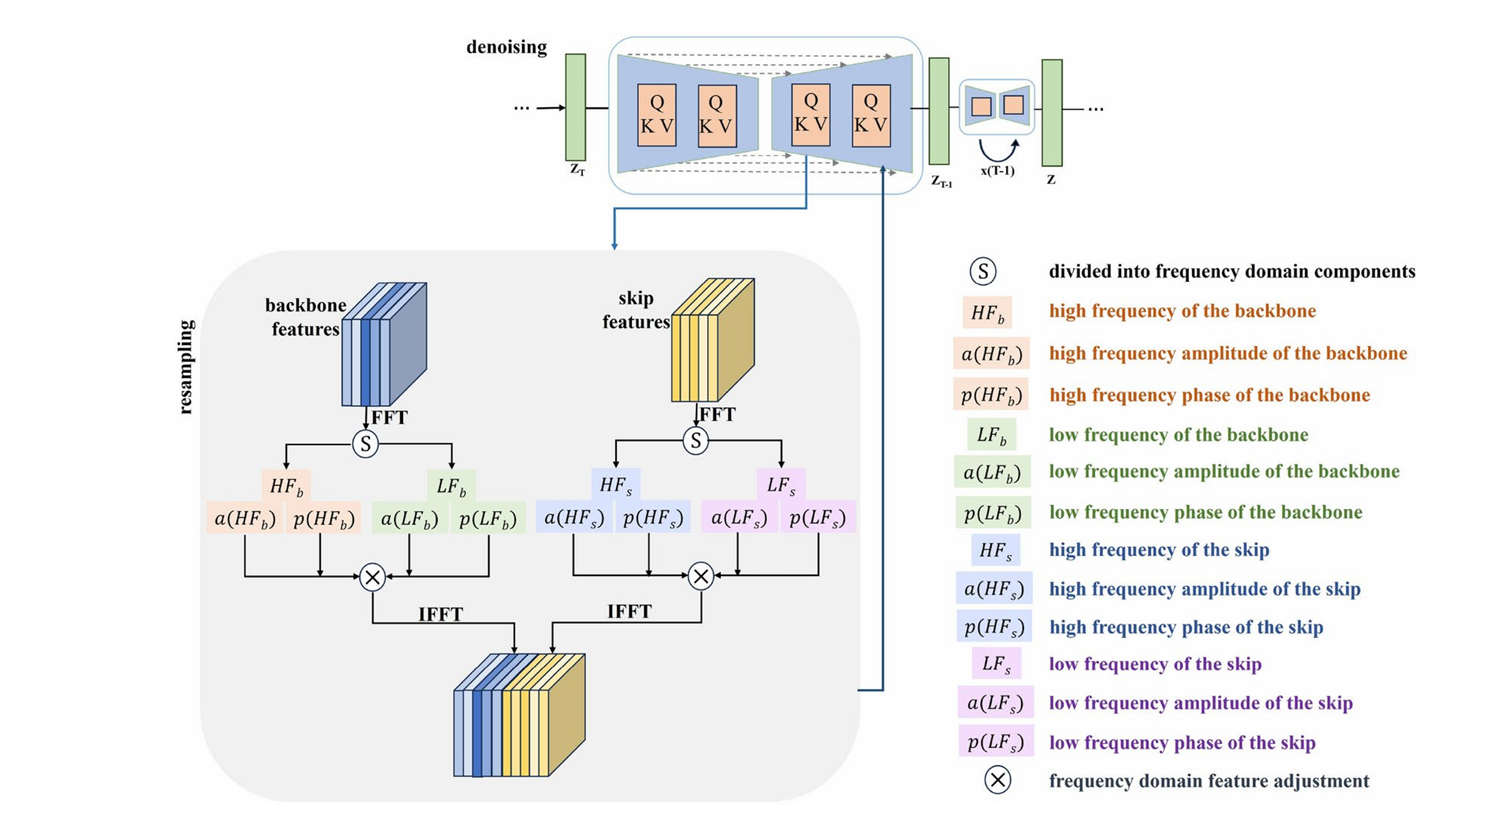 denoising
...
Q
K V
Q
K V
Q
K V
Q
K V
...
Z_T
Z_T-1
x(T-1)
Z
resampling
backbone
features
skip
features
FFT
FFT
S
S
HF_b
LF_b
HF_s
LF_s
a(HF_b)
p(HF_b)
a(LF_b)
p(LF_b)
a(HF_s)
p(HF_s)
a(LF_s)
p(LF_s)
IFFT
IFFT
S divided into frequency domain components
HF_b high frequency of the backbone
a(HF_b) high frequency amplitude of the backbone
p(HF_b) high frequency phase of the backbone
LF_b low frequency of the backbone
a(LF_b) low frequency amplitude of the backbone
p(LF_b) low frequency phase of the backbone
HF_s high frequency of the skip
a(HF_s) high frequency amplitude of the skip
p(HF_s) high frequency phase of the skip
LF_s low frequency of the skip
a(LF_s) low frequency amplitude of the skip
p(LF_s) low frequency phase of the skip
frequency domain feature adjustment